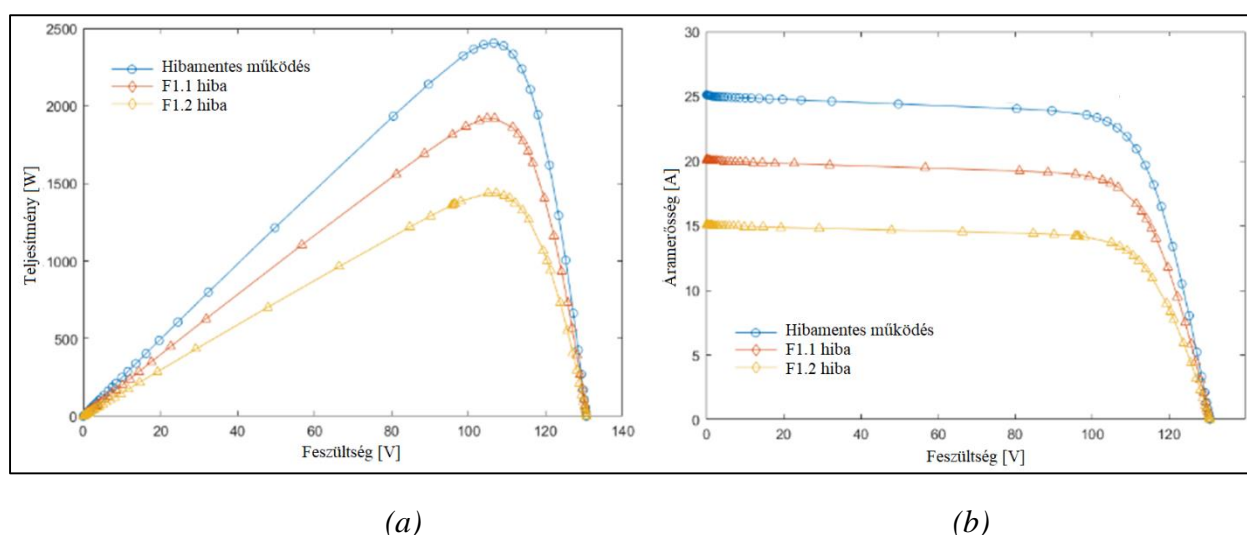 2500
2000
1500
1000
500
0
Teljesítmény [W]
Hibamentes működés
F1.1 hiba
F1.2 hiba
0 20 40 60 80 100 120 140
Feszültség [V]
(a)
30
25
20
15
10
5
0
Áramerősség [A]
Hibamentes működés
F1.1 hiba
F1.2 hiba
0 20 40 60 80 100 120
Feszültség [V]
(b)